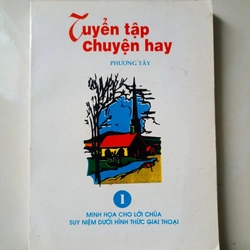 Tuyển tập
chuyện hay
PHƯƠNG TÂY
1
MINH HỌA CHO LỜI CHÚA
SUY NIỆM DƯỚI HÌNH THỨC GIAI THOẠI